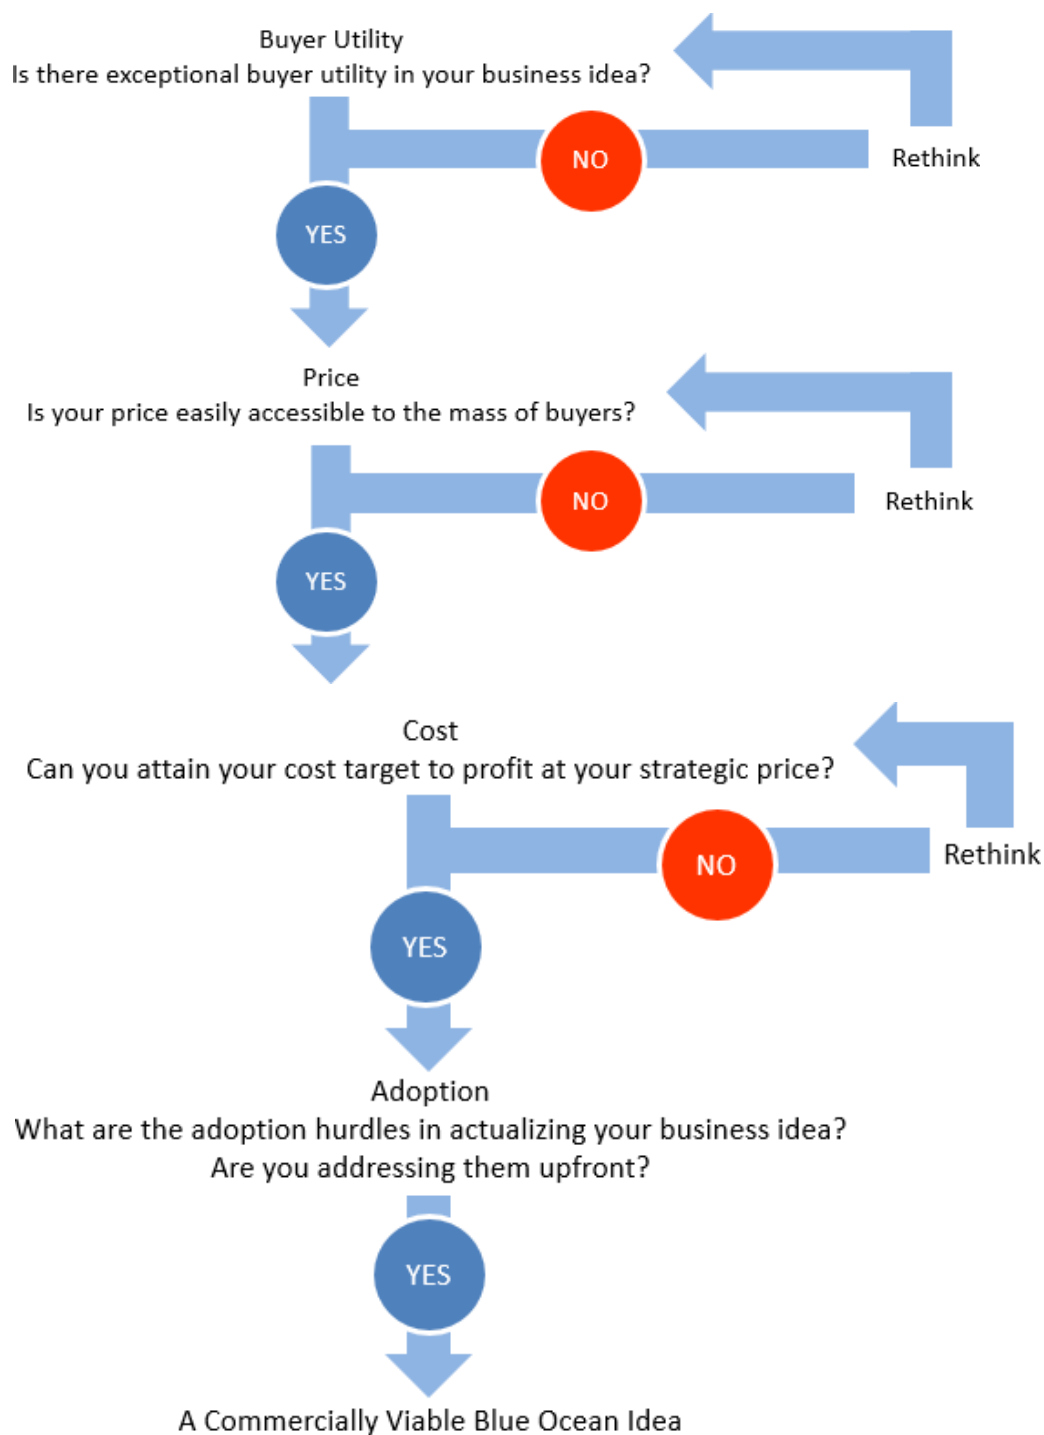 Buyer Utility
Is there exceptional buyer utility in your business idea?
NO
Rethink
YES
Price
Is your price easily accessible to the mass of buyers?
NO
Rethink
YES
Cost
Can you attain your cost target to profit at your strategic price?
NO
Rethink
YES
Adoption
What are the adoption hurdles in actualizing your business idea?
Are you addressing them upfront?
YES
A Commercially Viable Blue Ocean Idea